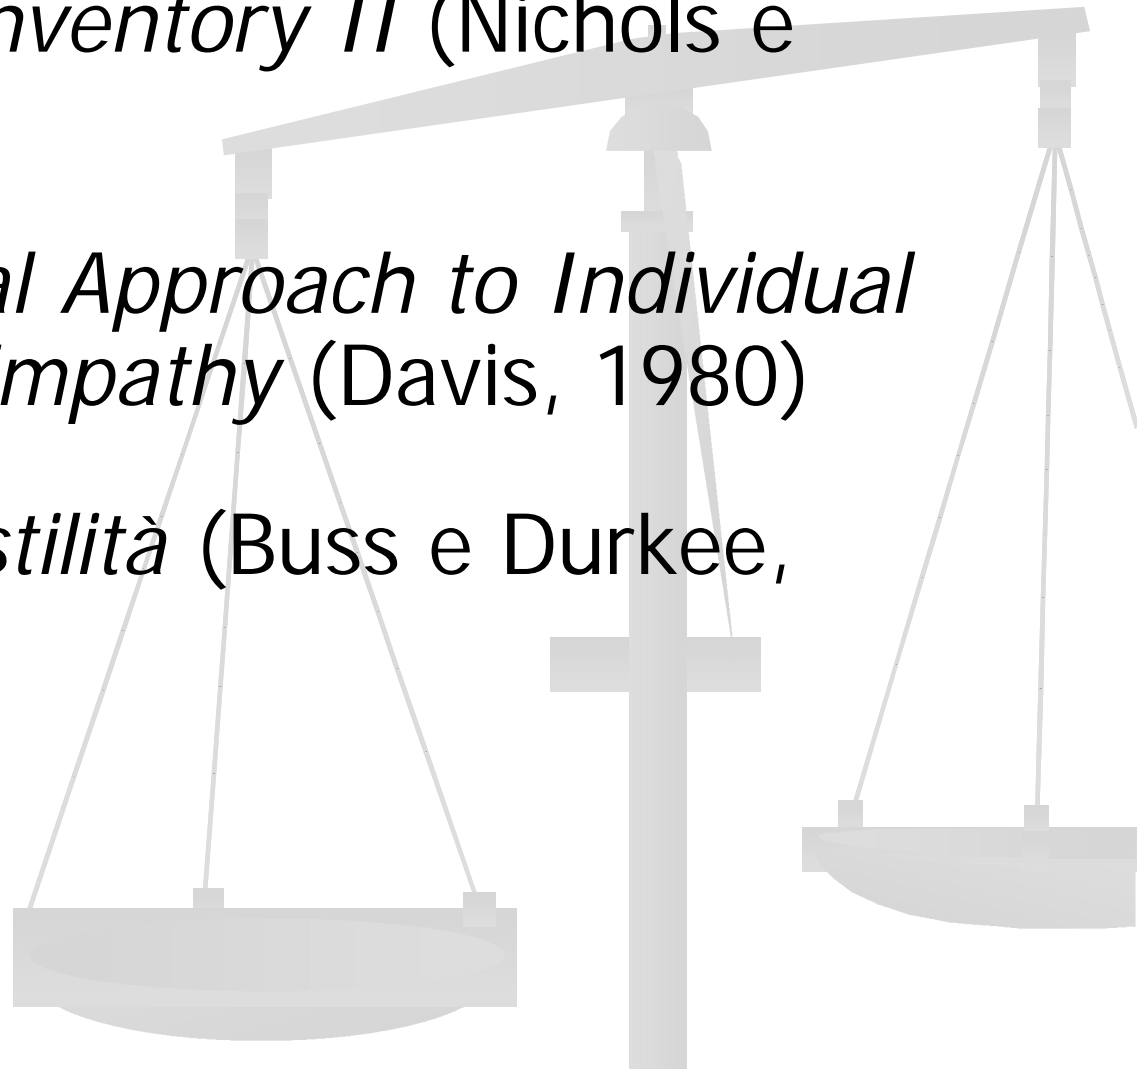 nventory II (Nichols e
al Approach to Individual
mpathy (Davis, 1980)
stilità (Buss e Durkee,